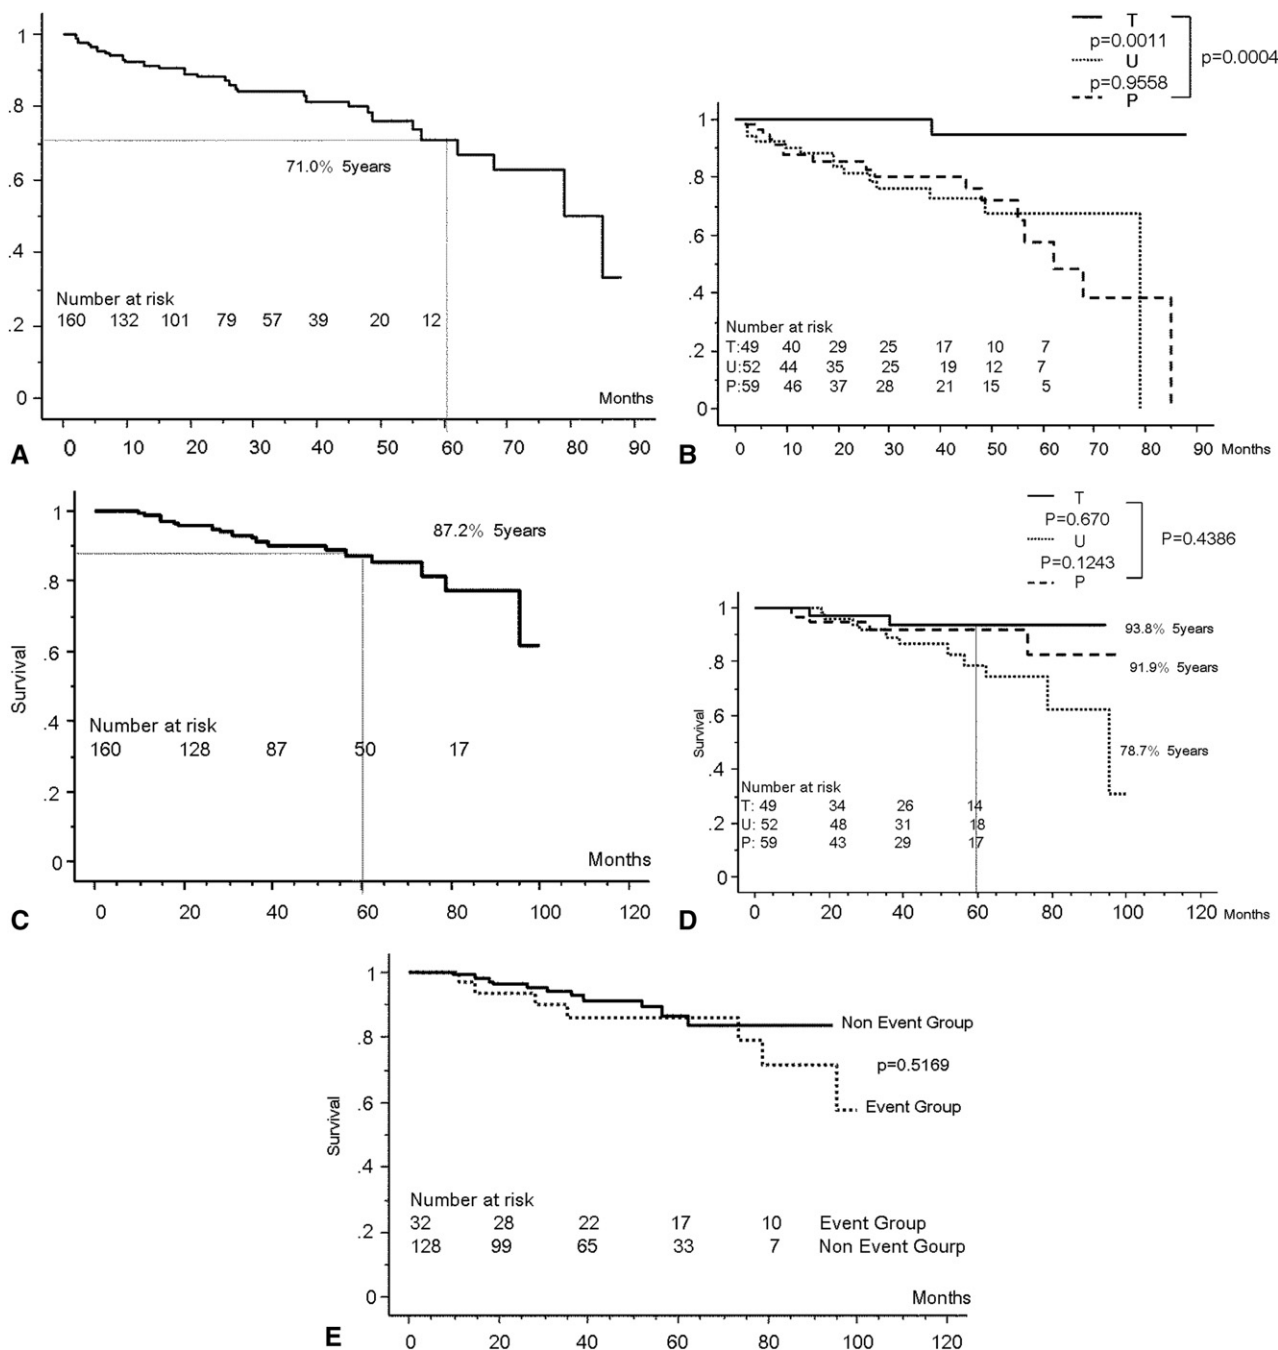 1
.8
.6
.4
.2
0
71.0% 5years
Number at risk
160 132 101 79 57 39 20 12
Months
0 10 20 30 40 50 60 70 80 90
A
T
p=0.0011
U
p=0.9558
P
p=0.0004
1
.8
.6
.4
.2
0
Number at risk
T:49 40 29 25 17 10 7
U:52 44 35 25 19 12 7
P:59 46 37 28 21 15 5
0 10 20 30 40 50 60 70 80 90 Months
B
Survival
1
.8
.6
.4
.2
0
87.2% 5years
Number at risk
160 128 87 50 17
Months
0 20 40 60 80 100 120
C
T
P=0.670
U
P=0.1243
P
P=0.4386
Survival
1
.8
.6
.4
.2
0
93.8% 5years
91.9% 5years
78.7% 5years
Number at risk
T: 49 34 26 14
U: 52 48 31 18
P: 59 43 29 17
0 20 40 60 80 100 120 Months
D
Survival
1
.8
.6
.4
.2
0
Non Event Group
p=0.5169
Event Group
Number at risk
32 28 22 17 10 Event Group
128 99 65 33 7 Non Event Gourp
Months
0 20 40 60 80 100 120
E